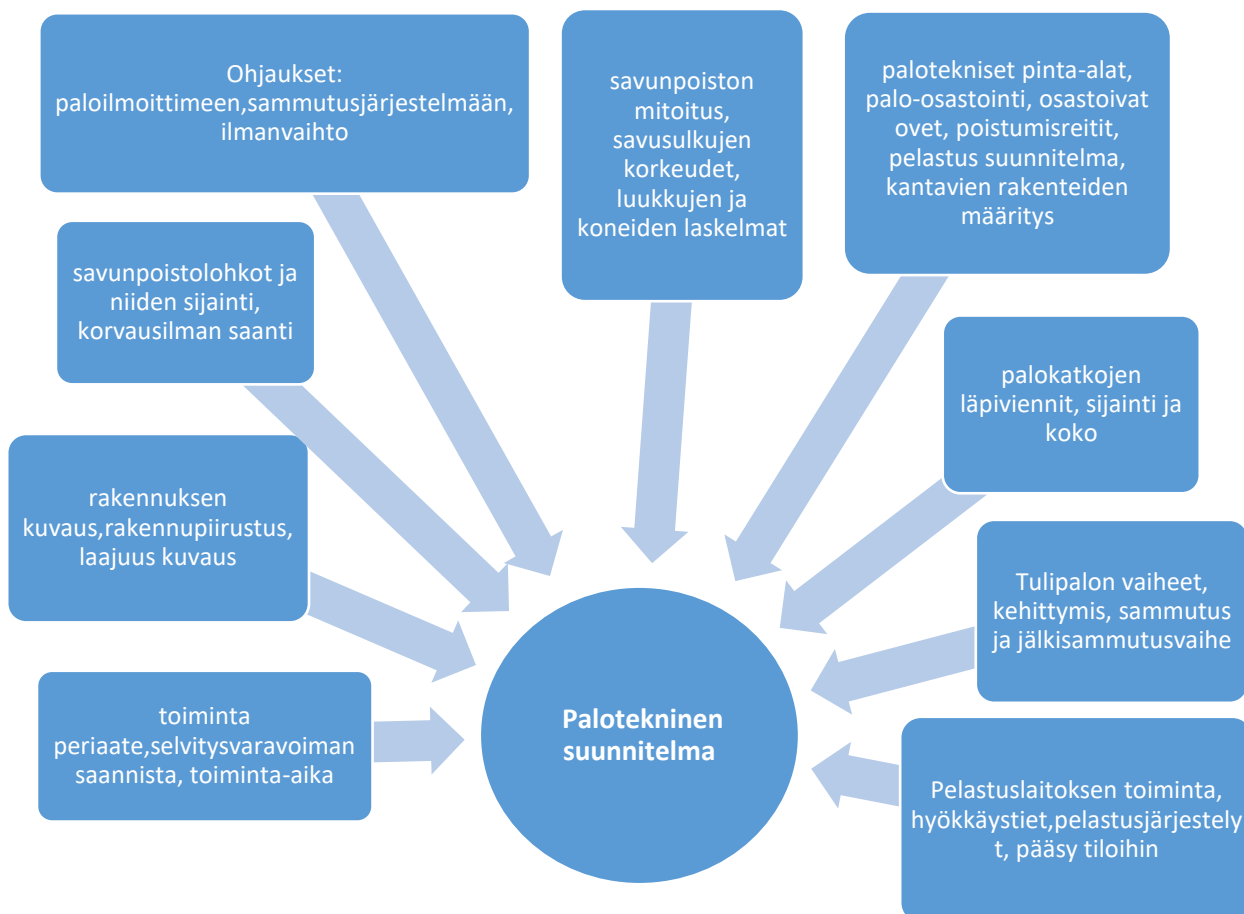 Ohjaukset:
paloilmoittimeen,sammutusjärjestelmään,
ilmanvaihto
savunpoiston
mitoitus,
savusulkujen
korkeudet,
luukkujen ja
koneiden laskelmat
palotekniset pinta-alat,
palo-osastointi, osastoivat
ovet, poistumisreitit,
pelastus suunnitelma,
kantavien rakenteiden
määritys
savunpoistolohkot ja
niiden sijainti,
korvausilman saanti
palokatkojen
läpiviennit, sijainti ja
koko
rakennuksen
kuvaus,rakennupiirustus,
laajuus kuvaus
Tulipalon vaiheet,
kehittymis, sammutus
ja jälkisammutusvaihe
toiminta
periaate,selvitysvaravoiman
saannista, toiminta-aika
Palotekninen
suunnitelma
Pelastuslaitoksen toiminta,
hyökkäystiet,pelastusjärjestely
t, pääsy tiloihin